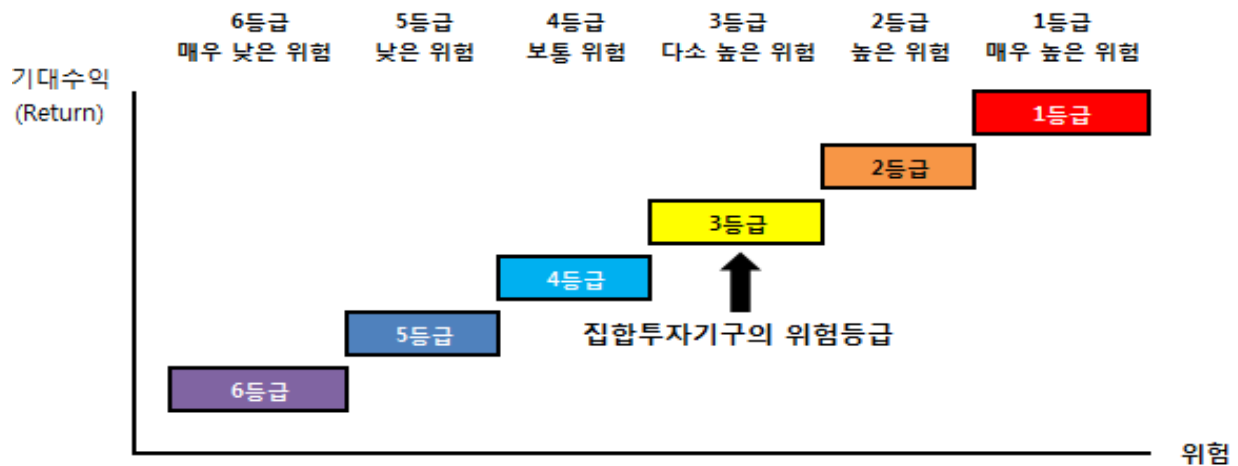 6등급 5등급 4등급 3등급 2등급 1등급
매우 낮은 위험 낮은 위험 보통 위험 다소 높은 위험 높은 위험 매우 높은 위험
기대수익
(Return)
1등급
2등급
3등급
4등급
5등급
집합투자기구의 위험등급
6등급
위험